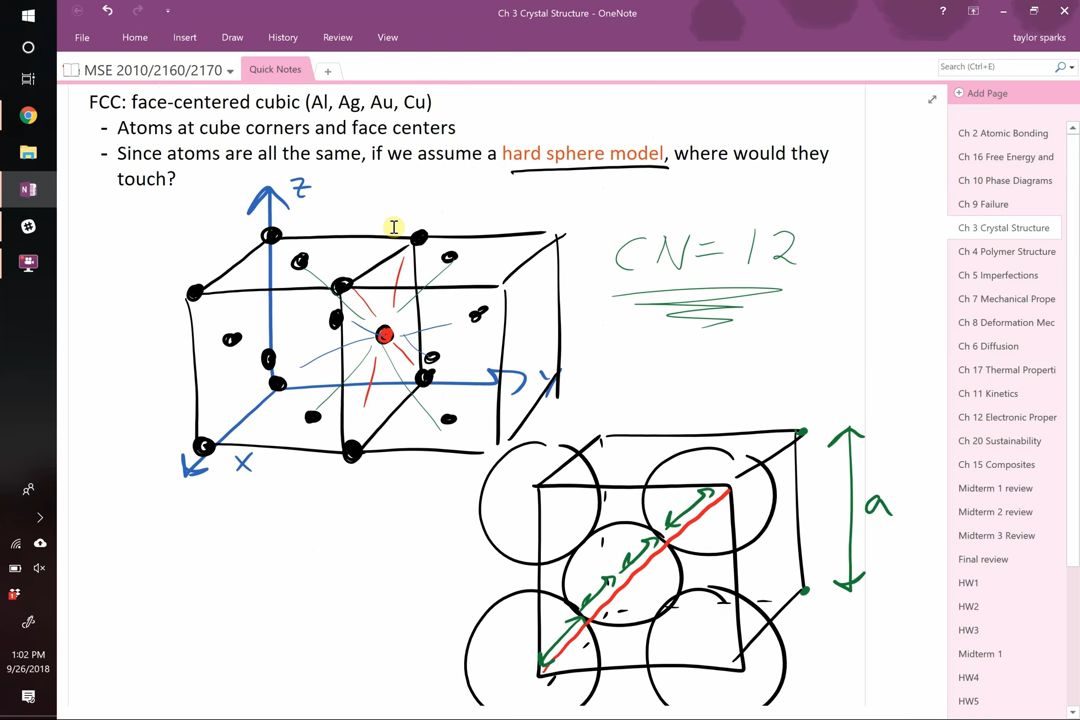 Ch 3 Crystal Structure - OneNote
?
File Home Insert Draw History Review View
taylor sparks
MSE 2010/2160/2170
Quick Notes
+
Search (Ctrl+E)
FCC: face-centered cubic (Al, Ag, Au, Cu)
- Atoms at cube corners and face centers
- Since atoms are all the same, if we assume a hard sphere model, where would they
touch?
z
CN = 12
y
x
a
Add Page
Ch 2 Atomic Bonding
Ch 16 Free Energy and
Ch 10 Phase Diagrams
Ch 9 Failure
Ch 3 Crystal Structure
Ch 4 Polymer Structure
Ch 5 Imperfections
Ch 7 Mechanical Prope
Ch 8 Deformation Mec
Ch 6 Diffusion
Ch 17 Thermal Properti
Ch 11 Kinetics
Ch 12 Electronic Proper
Ch 20 Sustainability
Ch 15 Composites
Midterm 1 review
Midterm 2 review
Midterm 3 Review
Final review
HW1
HW2
HW3
Midterm 1
HW4
HW5
1:02 PM
9/26/2018